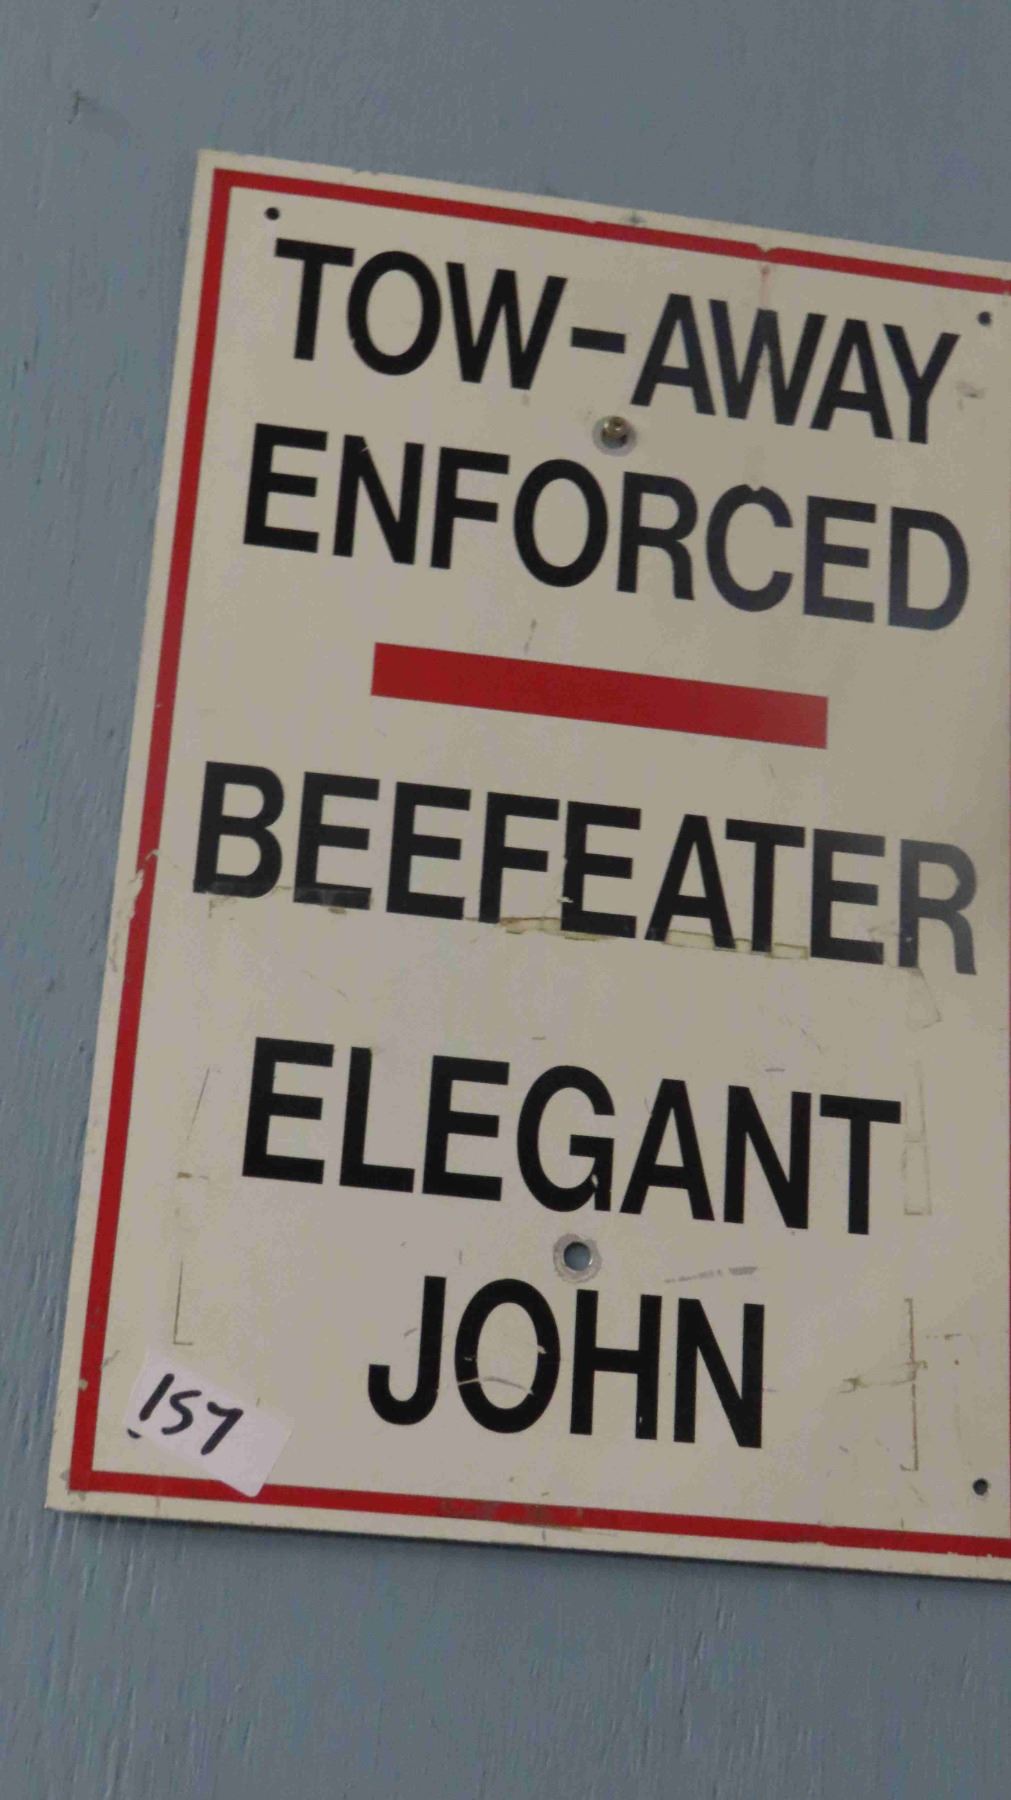 TOW-AWAY
ENFORCED
BEEFEATER
ELEGANT
JOHN
157